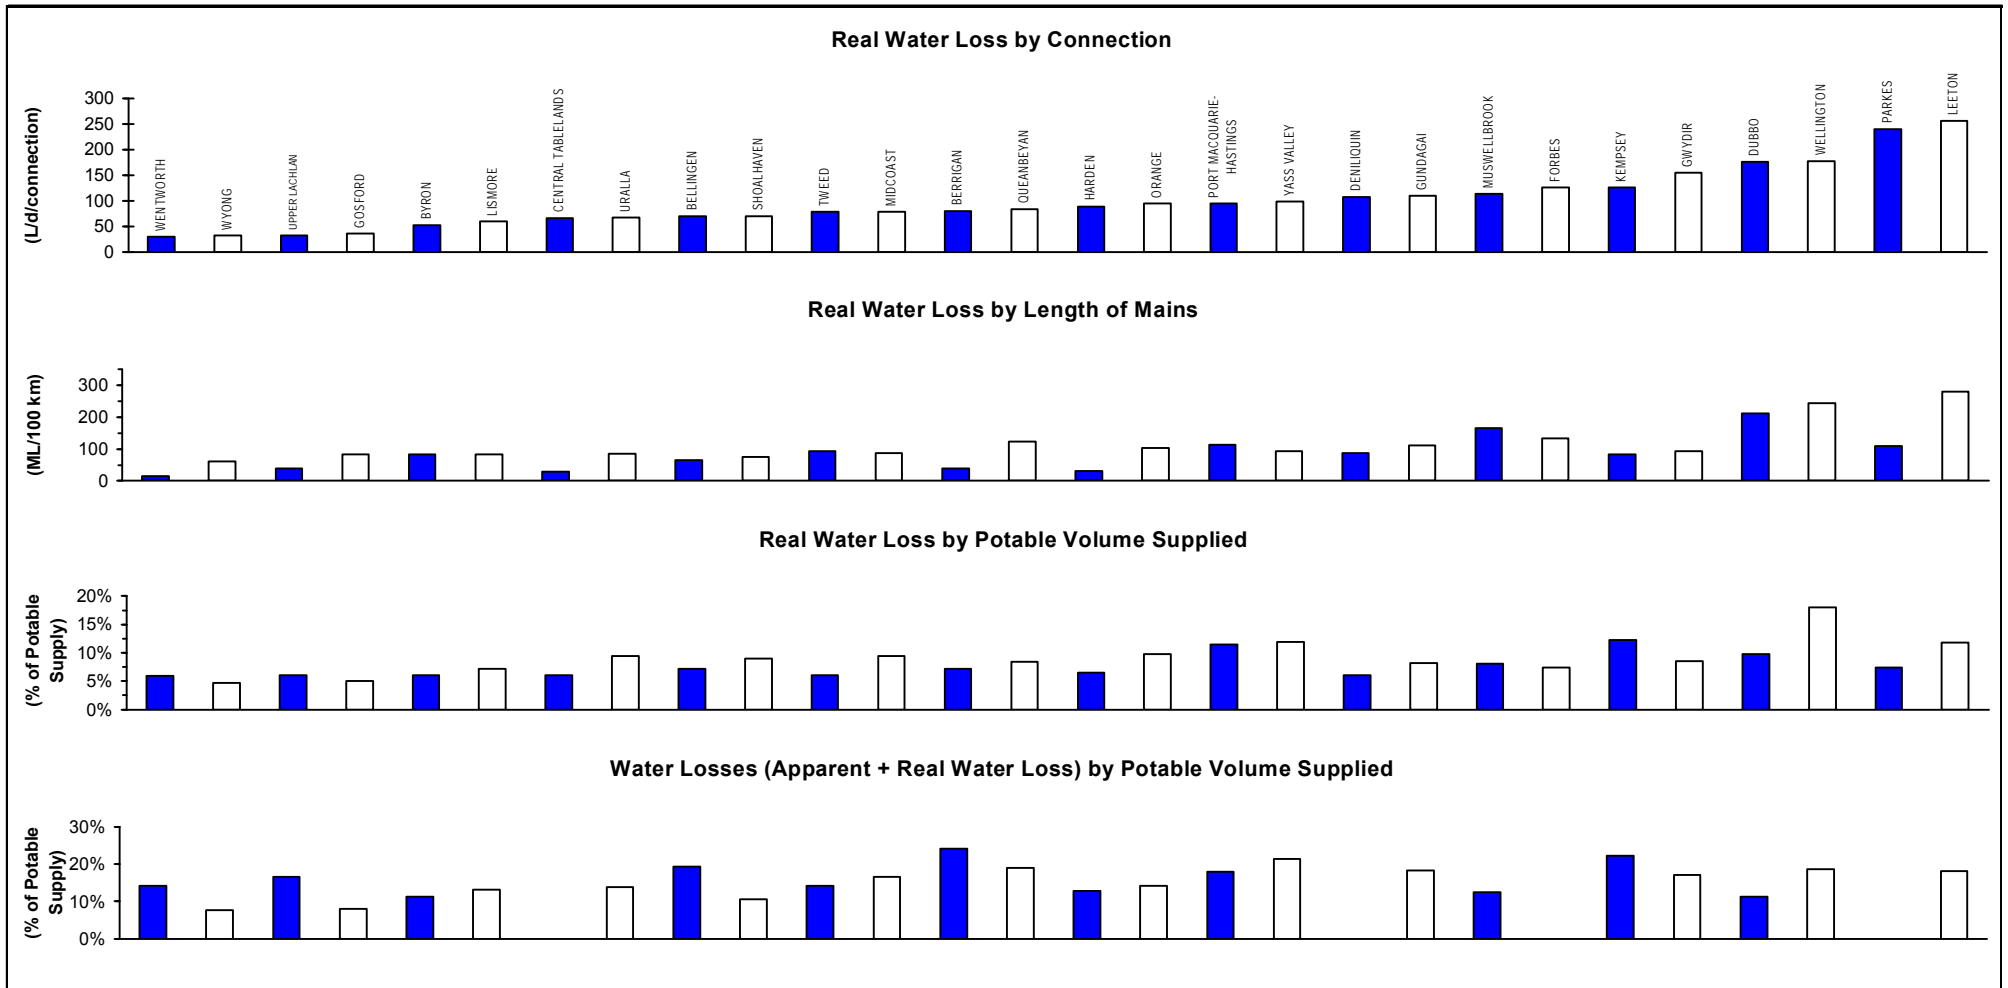 Real Water Loss by Connection
(L/d/connection)
300
250
200
150
100
50
0
WENTWORTH
WYONG
UPPER LACHLAN
GOSFORD
BYRON
LISMORE
CENTRAL TABLELANDS
URALLA
BELLINGEN
SHOALHAVEN
TWEED
MIDCOAST
BERRIGAN
QUEANBEYAN
HARDEN
ORANGE
PORT MACQUARIE-
HASTINGS
YASS VALLEY
DENILIQUIN
GUNDAGAI
MUSWELLBROOK
FORBES
KEMPSEY
GWYDIR
DUBBO
WELLINGTON
PARKES
LEETON
Real Water Loss by Length of Mains
(ML/100 km)
300
200
100
0
Real Water Loss by Potable Volume Supplied
(% of Potable
Supply)
20%
15%
10%
5%
0%
Water Losses (Apparent + Real Water Loss) by Potable Volume Supplied
(% of Potable
Supply)
30%
20%
10%
0%